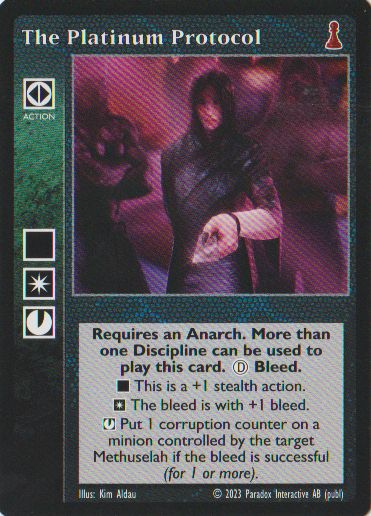 The Platinum Protocol
ACTION
Requires an Anarch. More than
one Discipline can be used to
play this card. Ⓓ Bleed.
This is a +1 stealth action.
The bleed is with +1 bleed.
Put 1 corruption counter on a
minion controlled by the target
Methuselah if the bleed is successful
(for 1 or more).
Illus: Kim Aldau © 2023 Paradox Interactive AB (publ)